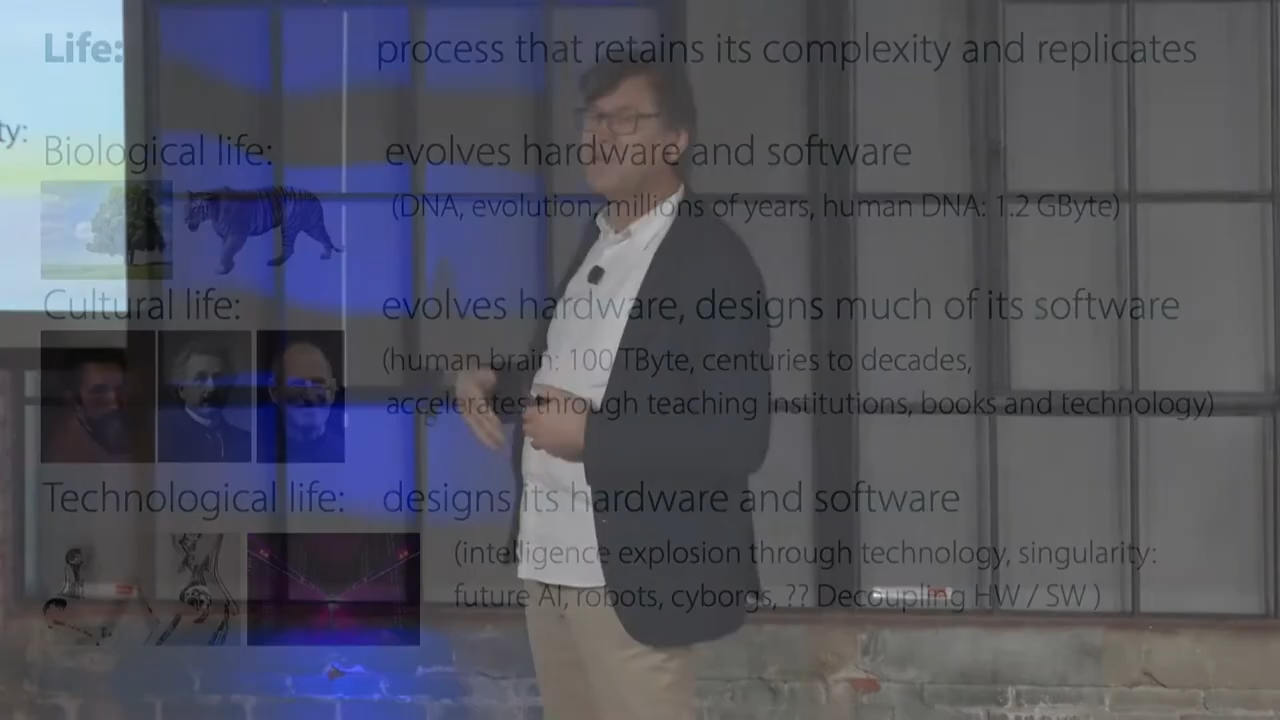 Life: process that retains its complexity and replicates
ty:
Biological life: evolves hardware and software
(DNA, evolution, millions of years, human DNA: 1.2 GByte)
Cultural life: evolves hardware, designs much of its software
(human brain: 100 TByte, centuries to decades,
accelerates through teaching institutions, books and technology)
Technological life: designs its hardware and software
(intelligence explosion through technology, singularity:
future AI, robots, cyborgs, ?? Decoupling HW / SW )